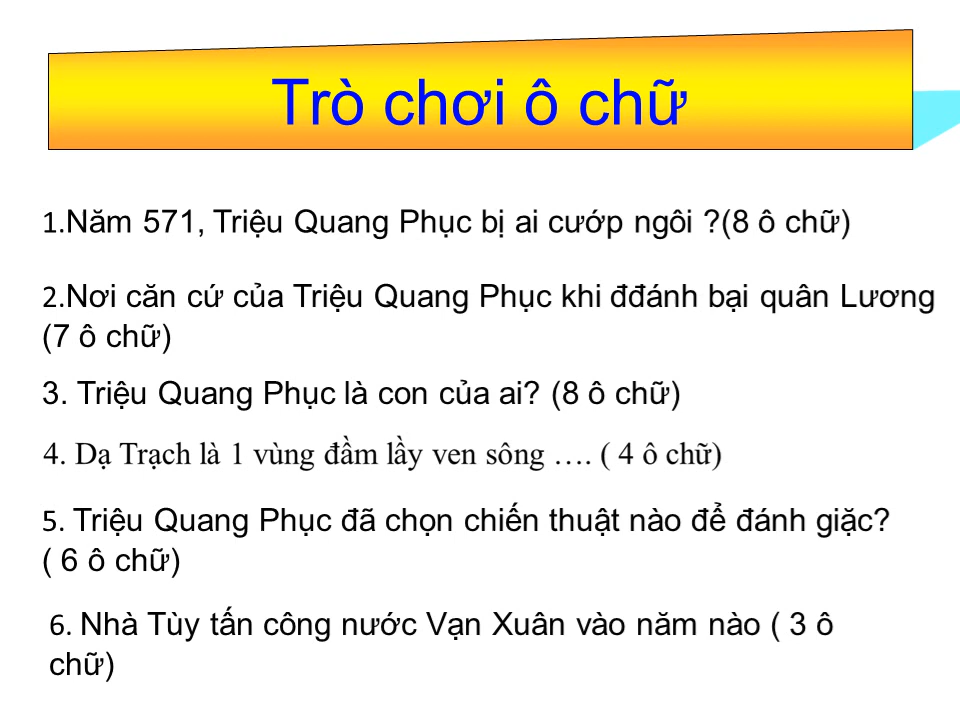 Trò chơi ô chữ
1.Năm 571, Triệu Quang Phục bị ai cướp ngôi ?(8 ô chữ)
2.Nơi căn cứ của Triệu Quang Phục khi đđánh bại quân Lương
(7 ô chữ)
3. Triệu Quang Phục là con của ai? (8 ô chữ)
4. Dạ Trạch là 1 vùng đầm lầy ven sông …. ( 4 ô chữ)
5. Triệu Quang Phục đã chọn chiến thuật nào để đánh giặc?
( 6 ô chữ)
6. Nhà Tùy tấn công nước Vạn Xuân vào năm nào ( 3 ô
chữ)